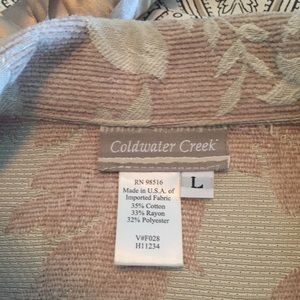 Coldwater Creek
L
RN 98516
Made in U.S.A. of
Imported Fabric
35% Cotton
33% Rayon
32% Polyester
V#F028
H11234